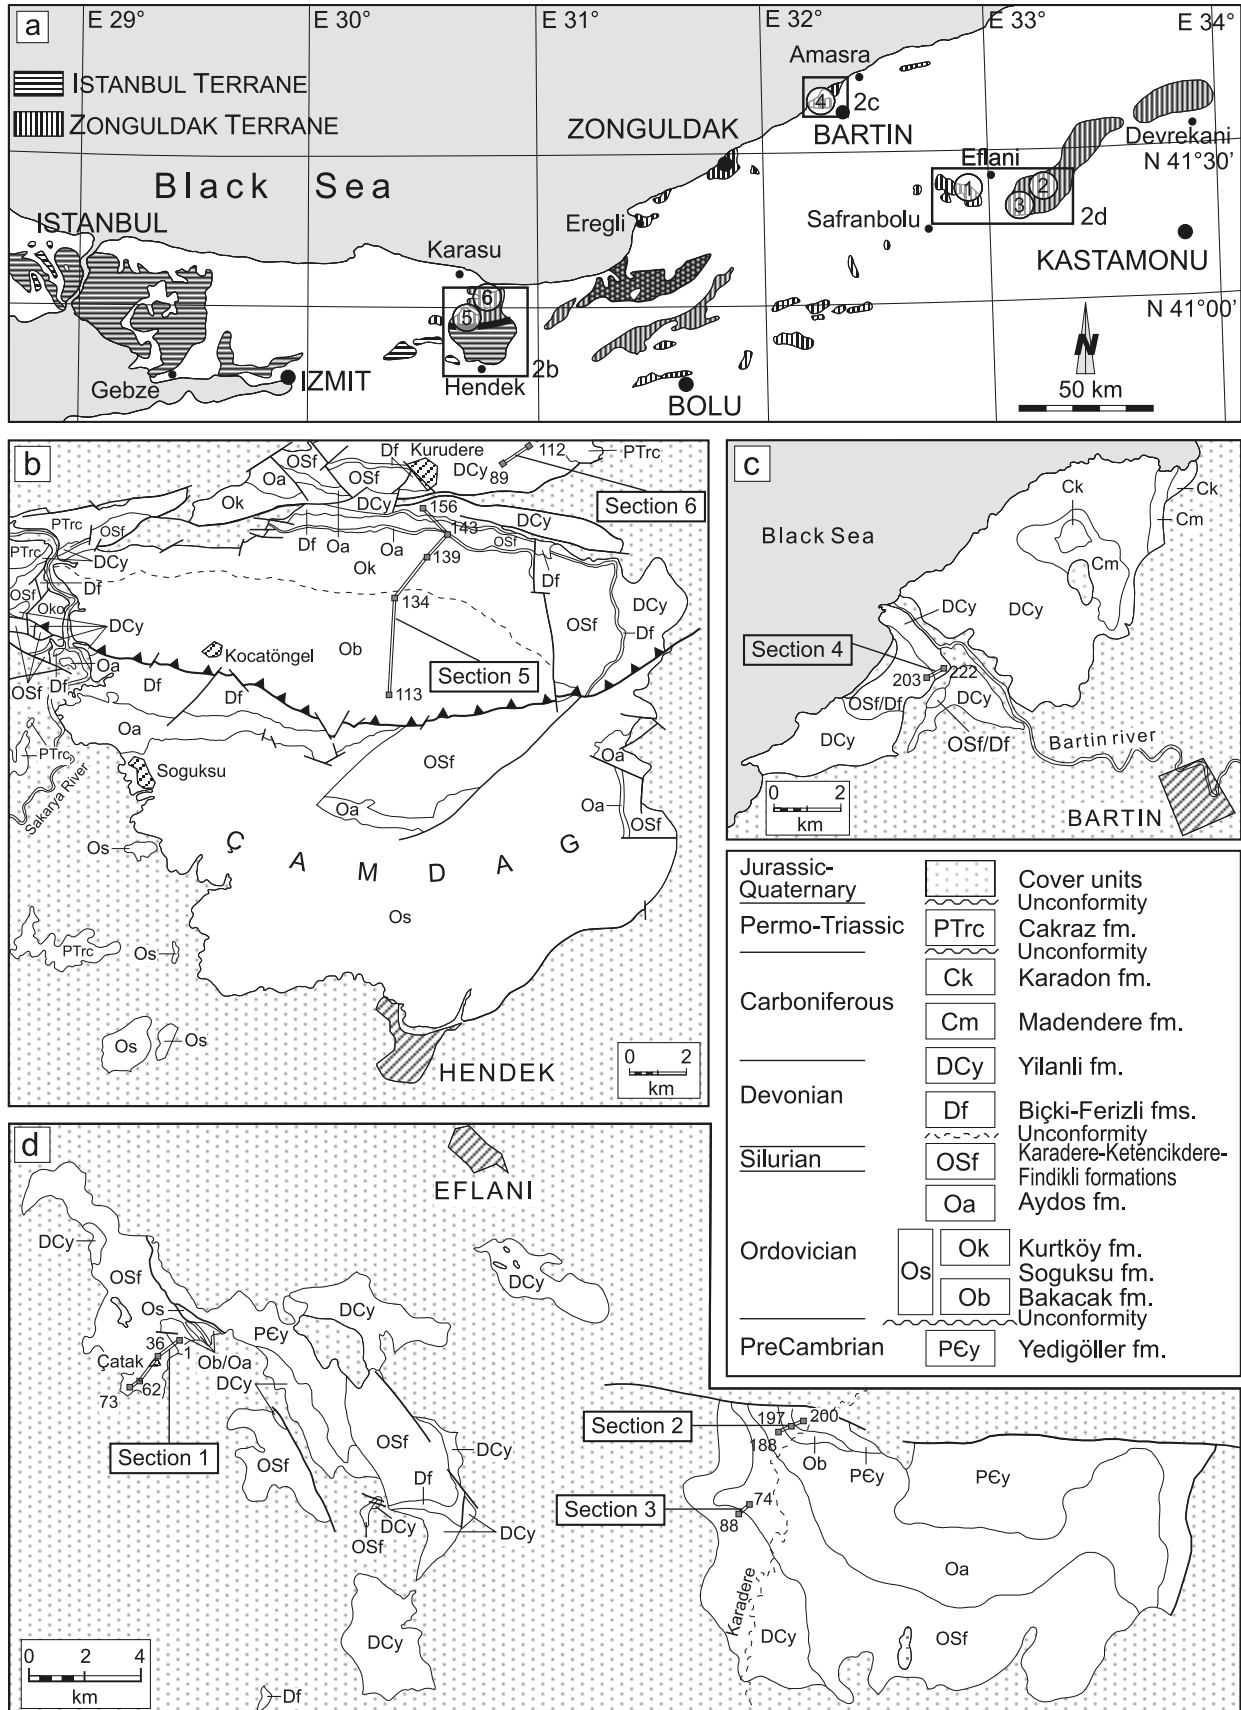 a
E 29°
E 30°
E 31°
E 32°
E 33°
E 34°
ISTANBUL TERRANE
ZONGULDAK TERRANE
Amasra
4
2c
BARTIN
ZONGULDAK
Devrekani
N 41°30'
Eflani
Black Sea
1
2
3
2d
ISTANBUL
Eregli
Safranbolu
KASTAMONU
Karasu
6
5
N 41°00'
N
Gebze
IZMIT
Hendek
2b
BOLU
50 km
b
OSf
Df
Kurudere
112
PTrc
Oa
OSf
DCy
89
Ok
DCy
156
Section 6
PTrc
OSf
143
DCy
Df
Oa
Oa
OSf
PTrc
DCy
Ok
139
Df
Df
OSf
Oko
134
DCy
DCy
OSf
Ob
Df
Kocatöngel
Section 5
Oa
Df
Df
OSf
Df
113
Oa
PTrc
OSf
Oa
Soguksu
Sakarya River
Oa
Oa
OSf
Os
ÇAMDAG
Os
PTrc
Os
Os
Os
HENDEK
0 2
km
c
Ck
Ck
Black Sea
Cm
Cm
DCy
DCy
Section 4
203
222
OSf/Df
DCy
DCy
OSf/Df
Bartin river
0 2
km
BARTIN
Jurassic-
Quaternary
Cover units
Unconformity
Permo-Triassic
PTrc
Cakraz fm.
Unconformity
Carboniferous
Ck
Karadon fm.
Cm
Madendere fm.
DCy
Yilanli fm.
Devonian
Df
Biçki-Ferizli fms.
Unconformity
Silurian
OSf
Karadere-Ketencikdere-
Findikli formations
Oa
Aydos fm.
Ordovician
Os
Ok
Kurtköy fm.
Soguksu fm.
Ob
Bakacak fm.
Unconformity
PreCambrian
PЄy
Yedigöller fm.
d
EFLANI
DCy
OSf
DCy
DCy
Os
PЄy
36
1
Çatak
Ob/Oa
62
73
DCy
Section 1
OSf
OSf
DCy
Df
DCy
OSf
DCy
DCy
Df
0 2 4
km
Section 2
197
200
188
Ob
PЄy
PЄy
Section 3
74
88
Oa
Karadere
DCy
OSf